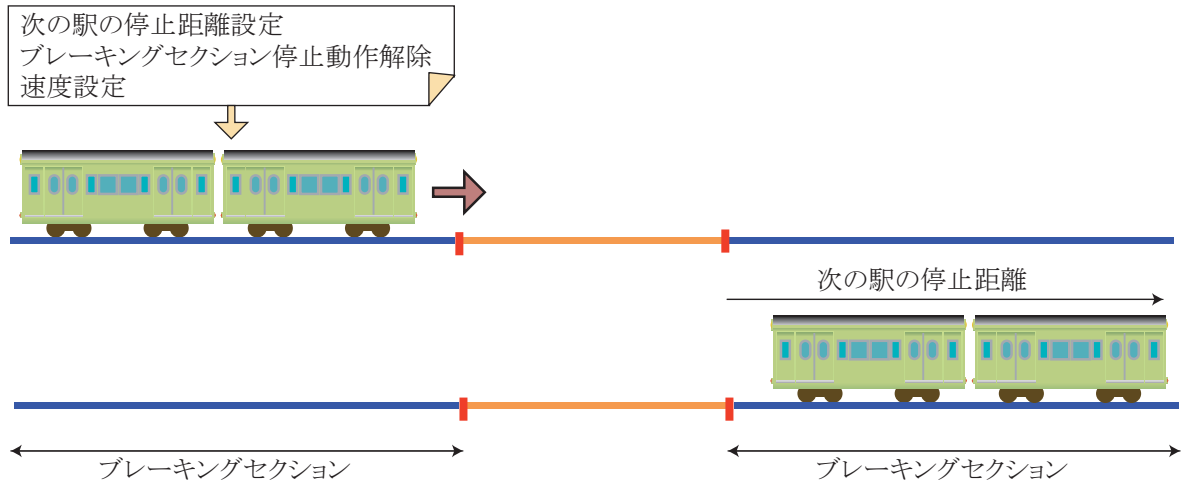 次の駅の停止距離設定
ブレーキングセクション停止動作解除
速度設定
次の駅の停止距離
ブレーキングセクション
ブレーキングセクション